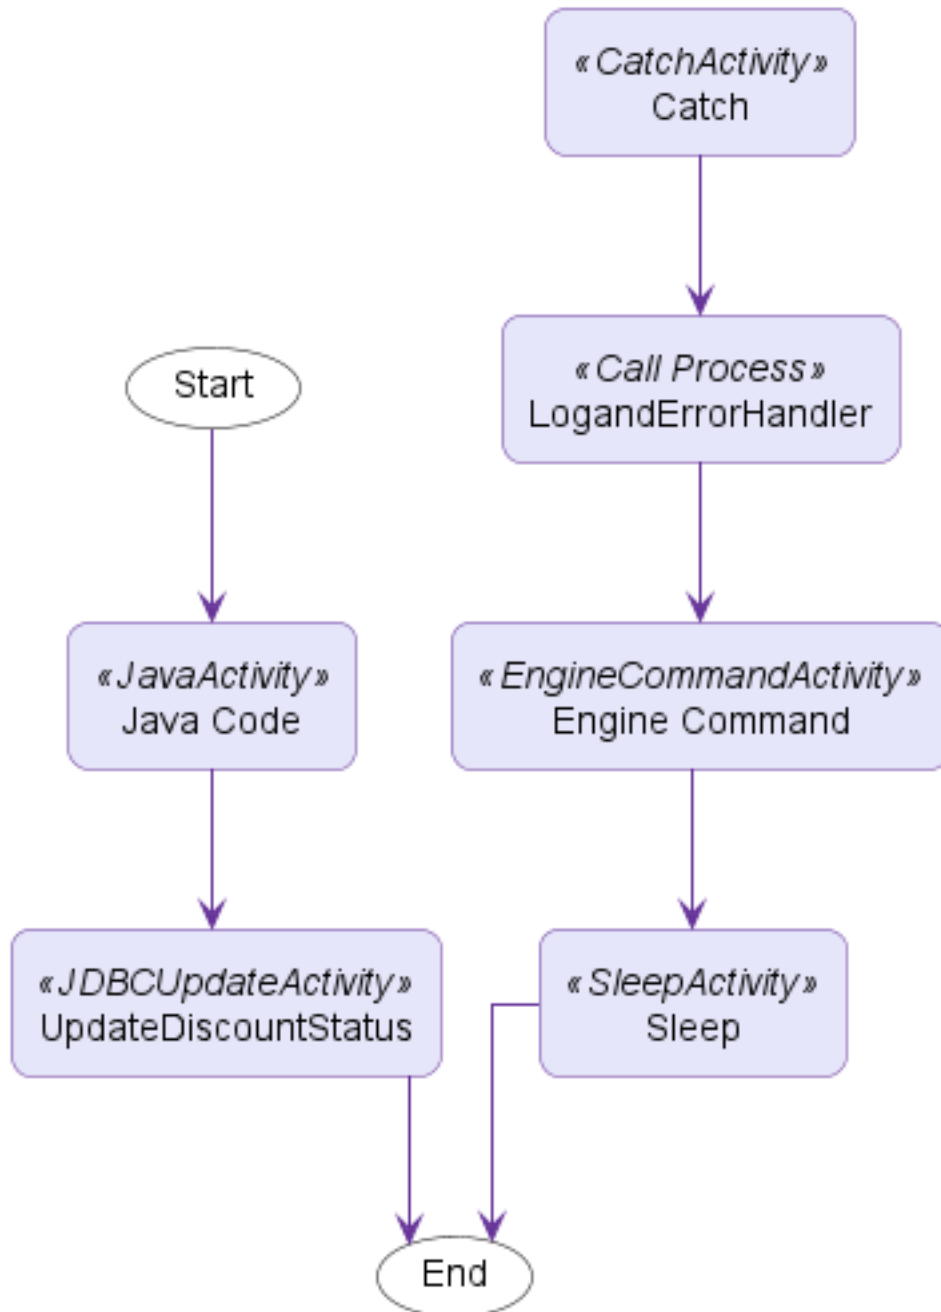 «CatchActivity»
Catch
«Call Process»
LogandErrorHandler
Start
«JavaActivity»
Java Code
«EngineCommandActivity»
Engine Command
«JDBCUpdateActivity»
UpdateDiscountStatus
«SleepActivity»
Sleep
End